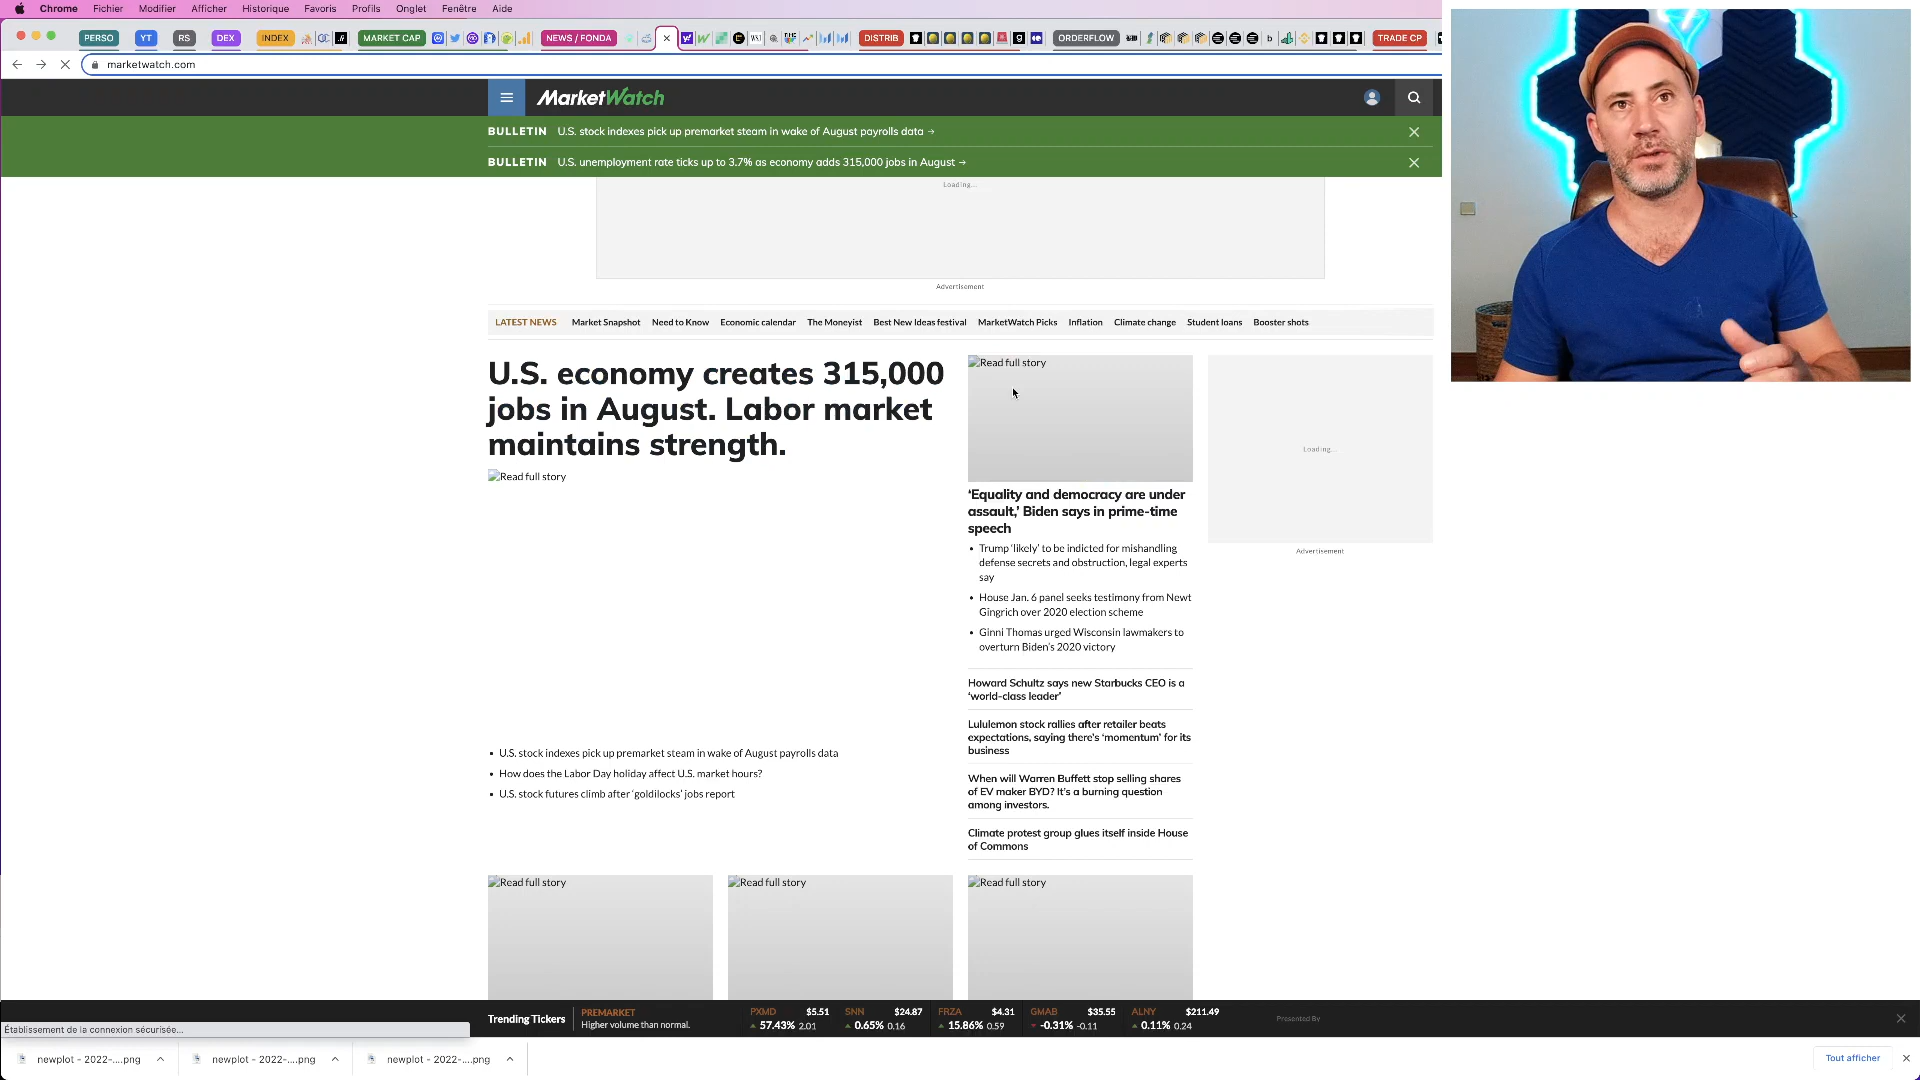 Chrome Fichier Modifier Afficher Historique Favoris Profils Onglet Fenêtre Aide
PERSO YT RS DEX INDEX MARKET CAP NEWS / FONDA DISTRIB ORDERFLOW TRADE CP
marketwatch.com
MarketWatch
BULLETIN U.S. stock indexes pick up premarket steam in wake of August payrolls data →
BULLETIN U.S. unemployment rate ticks up to 3.7% as economy adds 315,000 jobs in August →
Loading...
Advertisement
LATEST NEWS Market Snapshot Need to Know Economic calendar The Moneyist Best New Ideas festival MarketWatch Picks Inflation Climate change Student loans Booster shots
U.S. economy creates 315,000
jobs in August. Labor market
maintains strength.
Read full story
• U.S. stock indexes pick up premarket steam in wake of August payrolls data
• How does the Labor Day holiday affect U.S. market hours?
• U.S. stock futures climb after ‘goldilocks’ jobs report
Read full story
‘Equality and democracy are under
assault,’ Biden says in prime-time
speech
• Trump ‘likely’ to be indicted for mishandling
defense secrets and obstruction, legal experts
say
• House Jan. 6 panel seeks testimony from Newt
Gingrich over 2020 election scheme
• Ginni Thomas urged Wisconsin lawmakers to
overturn Biden’s 2020 victory
Howard Schultz says new Starbucks CEO is a
‘world-class leader’
Lululemon stock rallies after retailer beats
expectations, saying there’s ‘momentum’ for its
business
When will Warren Buffett stop selling shares
of EV maker BYD? It’s a burning question
among investors.
Climate protest group glues itself inside House
of Commons
Loading...
Advertisement
Read full story
Read full story
Read full story
Trending Tickers
PREMARKET
Higher volume than normal.
PXMD $5.51
57.43% 2.01
SNN $24.87
0.65% 0.16
FRZA $4.31
15.86% 0.59
GMAB $35.55
-0.31% -0.11
ALNY $211.49
0.11% 0.24
Presented By
Établissement de la connexion sécurisée...
newplot - 2022-....png newplot - 2022-....png newplot - 2022-....png Tout afficher